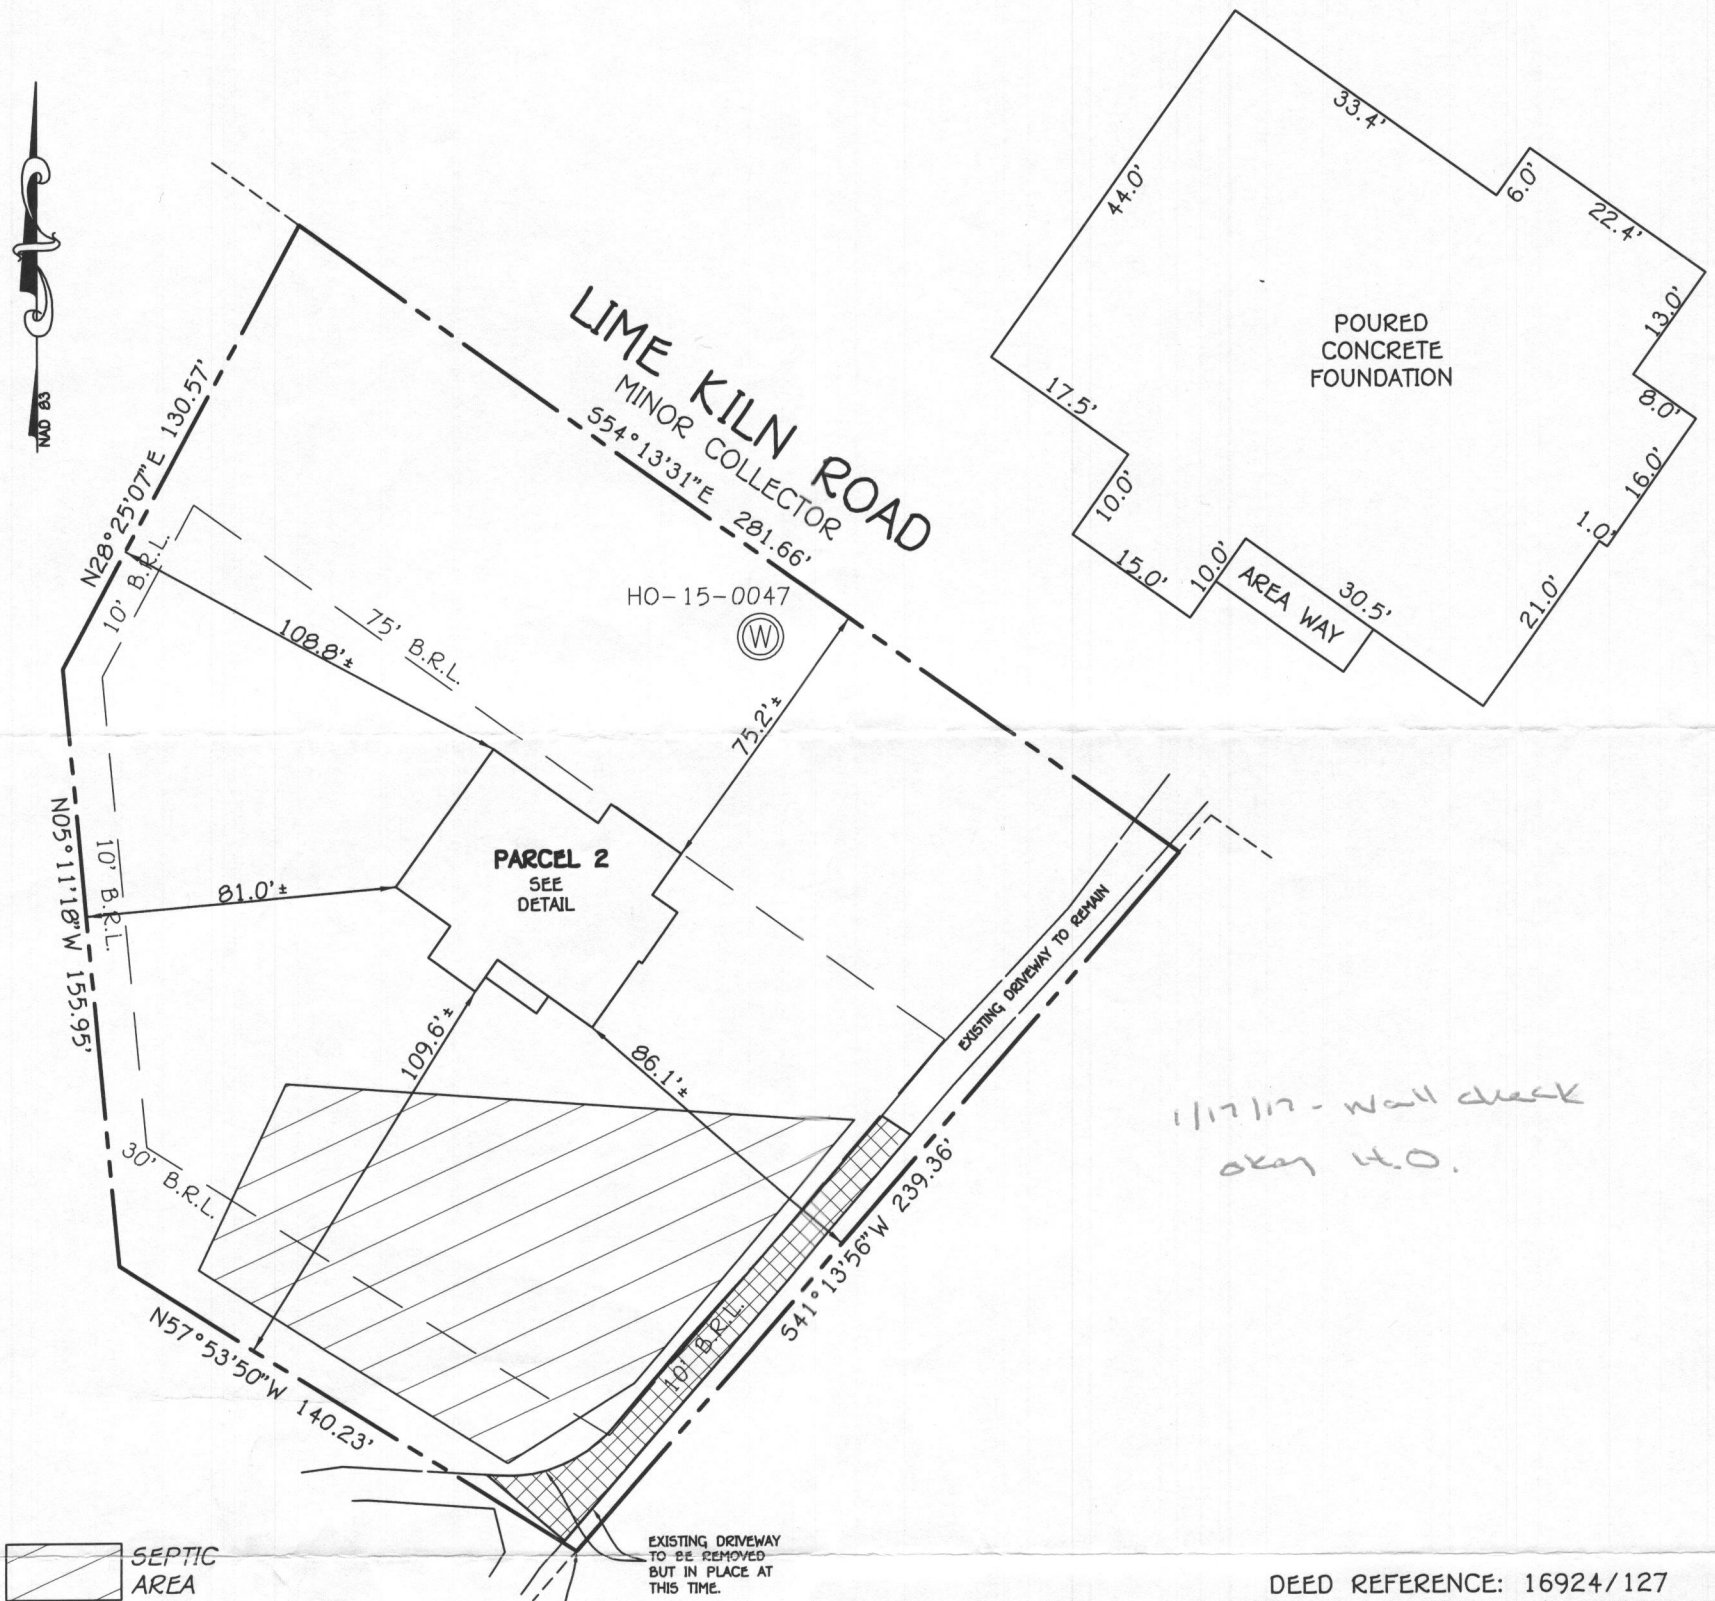 NAD 83
LIME KILN ROAD
MINOR COLLECTOR
S54°13'31"E 281.66'
N28°25'07"E 130.57'
10' B.R.L.
75' B.R.L.
108.8'±
HO-15-0047
W
75.2'±
33.4'
6.0'
22.4'
44.0'
13.0'
POURED
CONCRETE
FOUNDATION
8.0'
17.5'
16.0'
10.0'
1.0'
15.0'
10.0'
AREA WAY
30.5'
21.0'
N05°11'18"W 155.95'
10' B.R.L.
81.0'±
PARCEL 2
SEE
DETAIL
EXISTING DRIVEWAY TO REMAIN
109.6'±
86.1'±
30' B.R.L.
1/17/17 - Wall check
okay H.O.
S41°13'56"W 239.36'
10' B.R.L.
N57°53'50"W 140.23'
SEPTIC
AREA
EXISTING DRIVEWAY
TO BE REMOVED
BUT IN PLACE AT
THIS TIME.
DEED REFERENCE: 16924/127